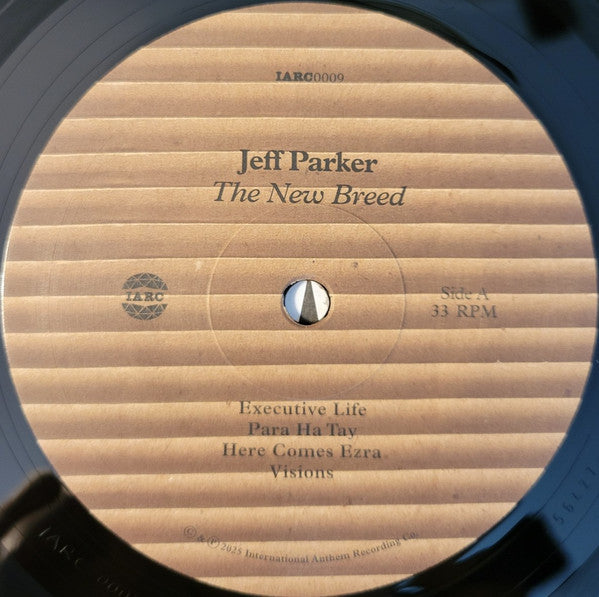 IARC0009
Jeff Parker
The New Breed
IARC
Side A
33 RPM
Executive Life
Para Ha Tay
Here Comes Ezra
Visions
© & ℗ 2025 International Anthem Recording Co.
IARC